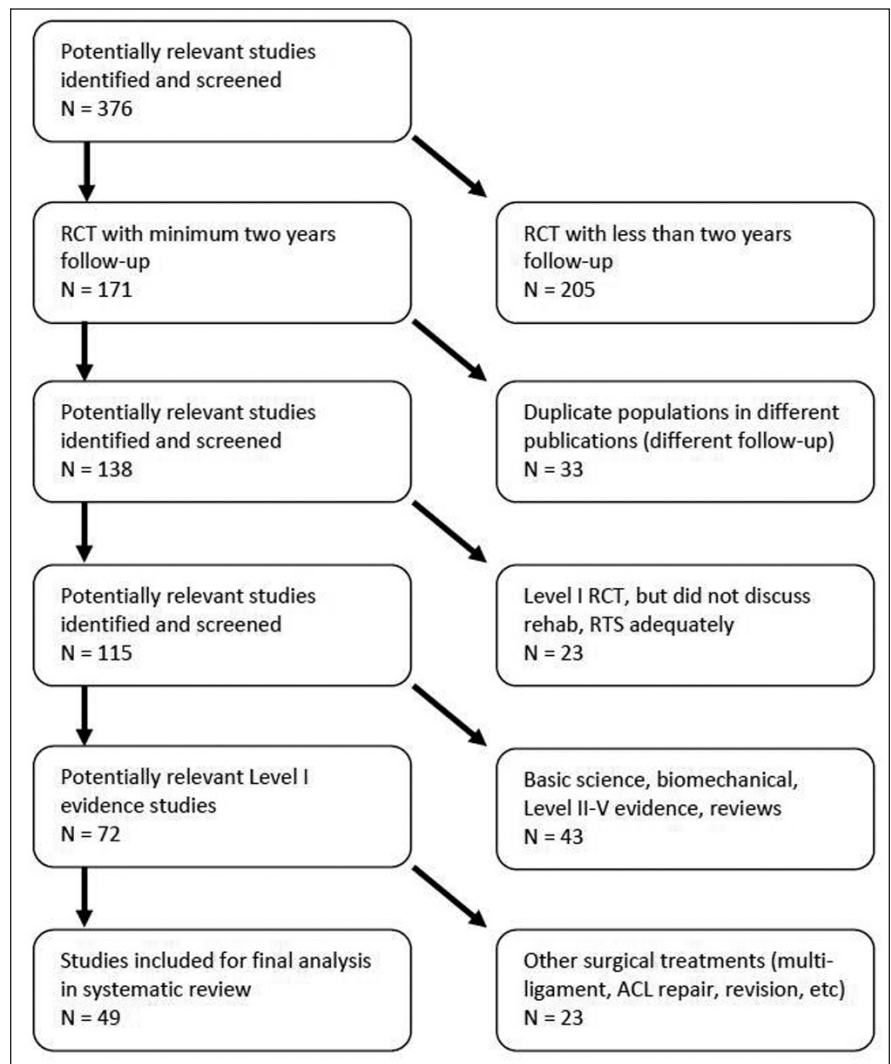 Potentially relevant studies
identified and screened
N = 376
RCT with minimum two years
follow-up
N = 171
RCT with less than two years
follow-up
N = 205
Potentially relevant studies
identified and screened
N = 138
Duplicate populations in different
publications (different follow-up)
N = 33
Potentially relevant studies
identified and screened
N = 115
Level I RCT, but did not discuss
rehab, RTS adequately
N = 23
Potentially relevant Level I
evidence studies
N = 72
Basic science, biomechanical,
Level II-V evidence, reviews
N = 43
Studies included for final analysis
in systematic review
N = 49
Other surgical treatments (multi-
ligament, ACL repair, revision, etc)
N = 23